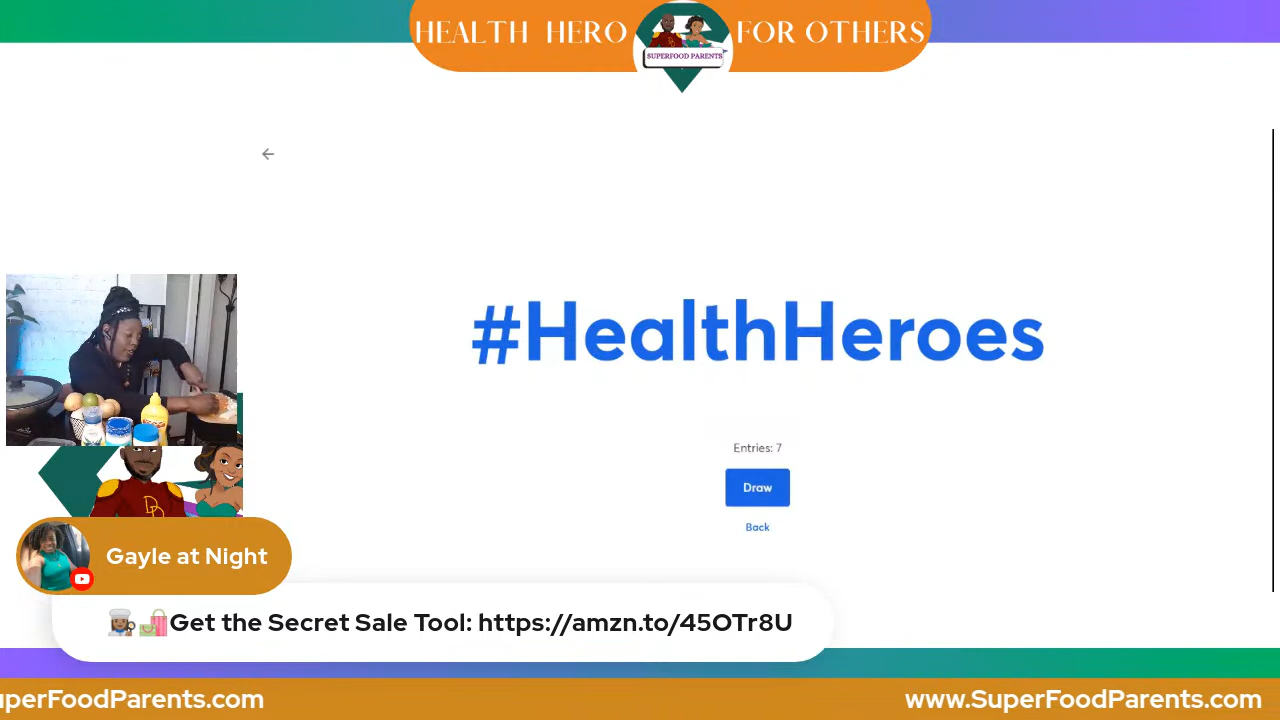 HEALTH HERO FOR OTHERS
SUPERFOOD PARENTS
#HealthHeroes
Entries: 7
Draw
Back
Gayle at Night
👩🏽‍🍳🛍️Get the Secret Sale Tool: https://amzn.to/45OTr8U
uperFoodParents.com
www.SuperFoodParents.com